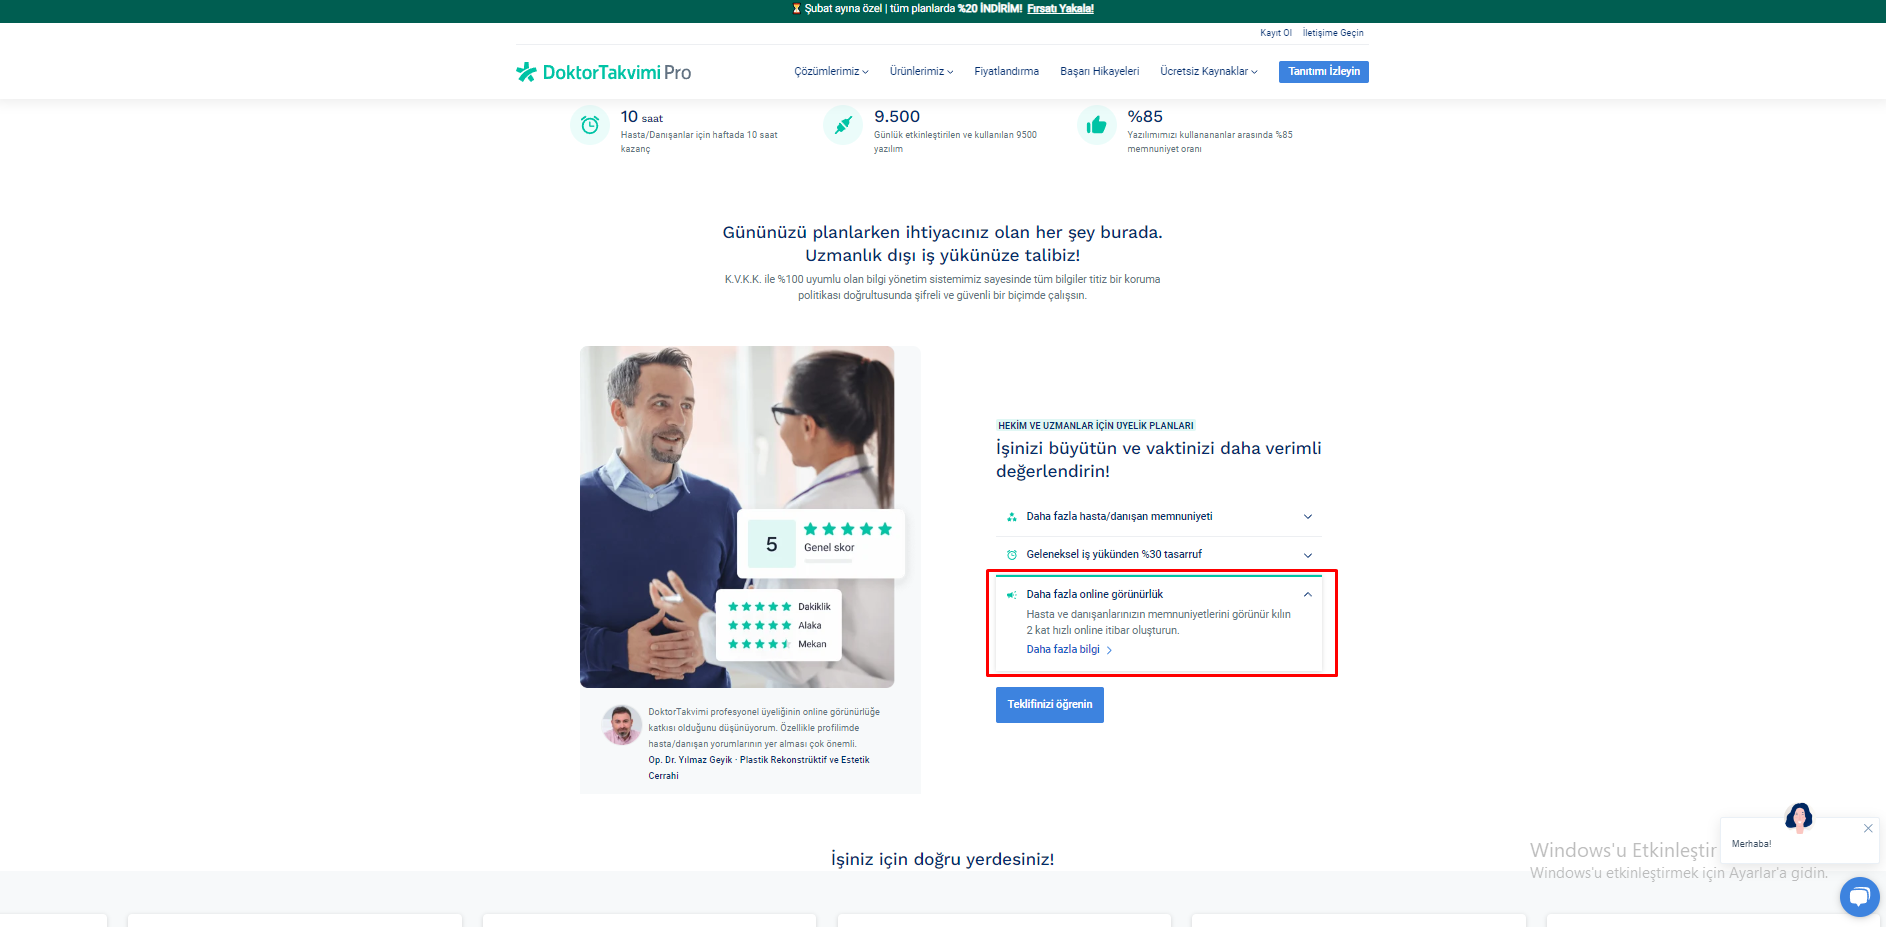 Şubat ayına özel | tüm planlarda %20 İNDİRİM! Fırsatı Yakala!
Kayıt Ol İletişime Geçin
DoktorTakvimi Pro
Çözümlerimiz Ürünlerimiz Fiyatlandırma Başarı Hikayeleri Ücretsiz Kaynaklar Tanıtımı İzleyin
10 saat
Hasta/Danışanlar için haftada 10 saat
kazanç
9.500
Günlük etkinleştirilen ve kullanılan 9500
yazılım
%85
Yazılımımızı kullanananlar arasında %85
memnuniyet oranı
Gününüzü planlarken ihtiyacınız olan her şey burada.
Uzmanlık dışı iş yükünüze talibiz!
K.V.K.K. ile %100 uyumlu olan bilgi yönetim sistemimiz sayesinde tüm bilgiler titiz bir koruma
politikası doğrultusunda şifreli ve güvenli bir biçimde çalışsın.
5
Genel skor
Dakiklik
Alaka
Mekan
DoktorTakvimi profesyonel üyeliğinin online görünürlüğe
katkısı olduğunu düşünüyorum. Özellikle profilimde
hasta/danışan yorumlarının yer alması çok önemli.
Op. Dr. Yılmaz Geyik · Plastik Rekonstrüktif ve Estetik
Cerrahi
HEKİM VE UZMANLAR İÇİN ÜYELİK PLANLARI
İşinizi büyütün ve vaktinizi daha verimli
değerlendirin!
Daha fazla hasta/danışan memnuniyeti
Geleneksel iş yükünden %30 tasarruf
Daha fazla online görünürlük
Hasta ve danışanlarınızın memnuniyetlerini görünür kılın
2 kat hızlı online itibar oluşturun.
Daha fazla bilgi
Teklifinizi öğrenin
İşiniz için doğru yerdesiniz!
Merhaba!
Windows'u Etkinleştir
Windows'u etkinleştirmek için Ayarlar'a gidin.